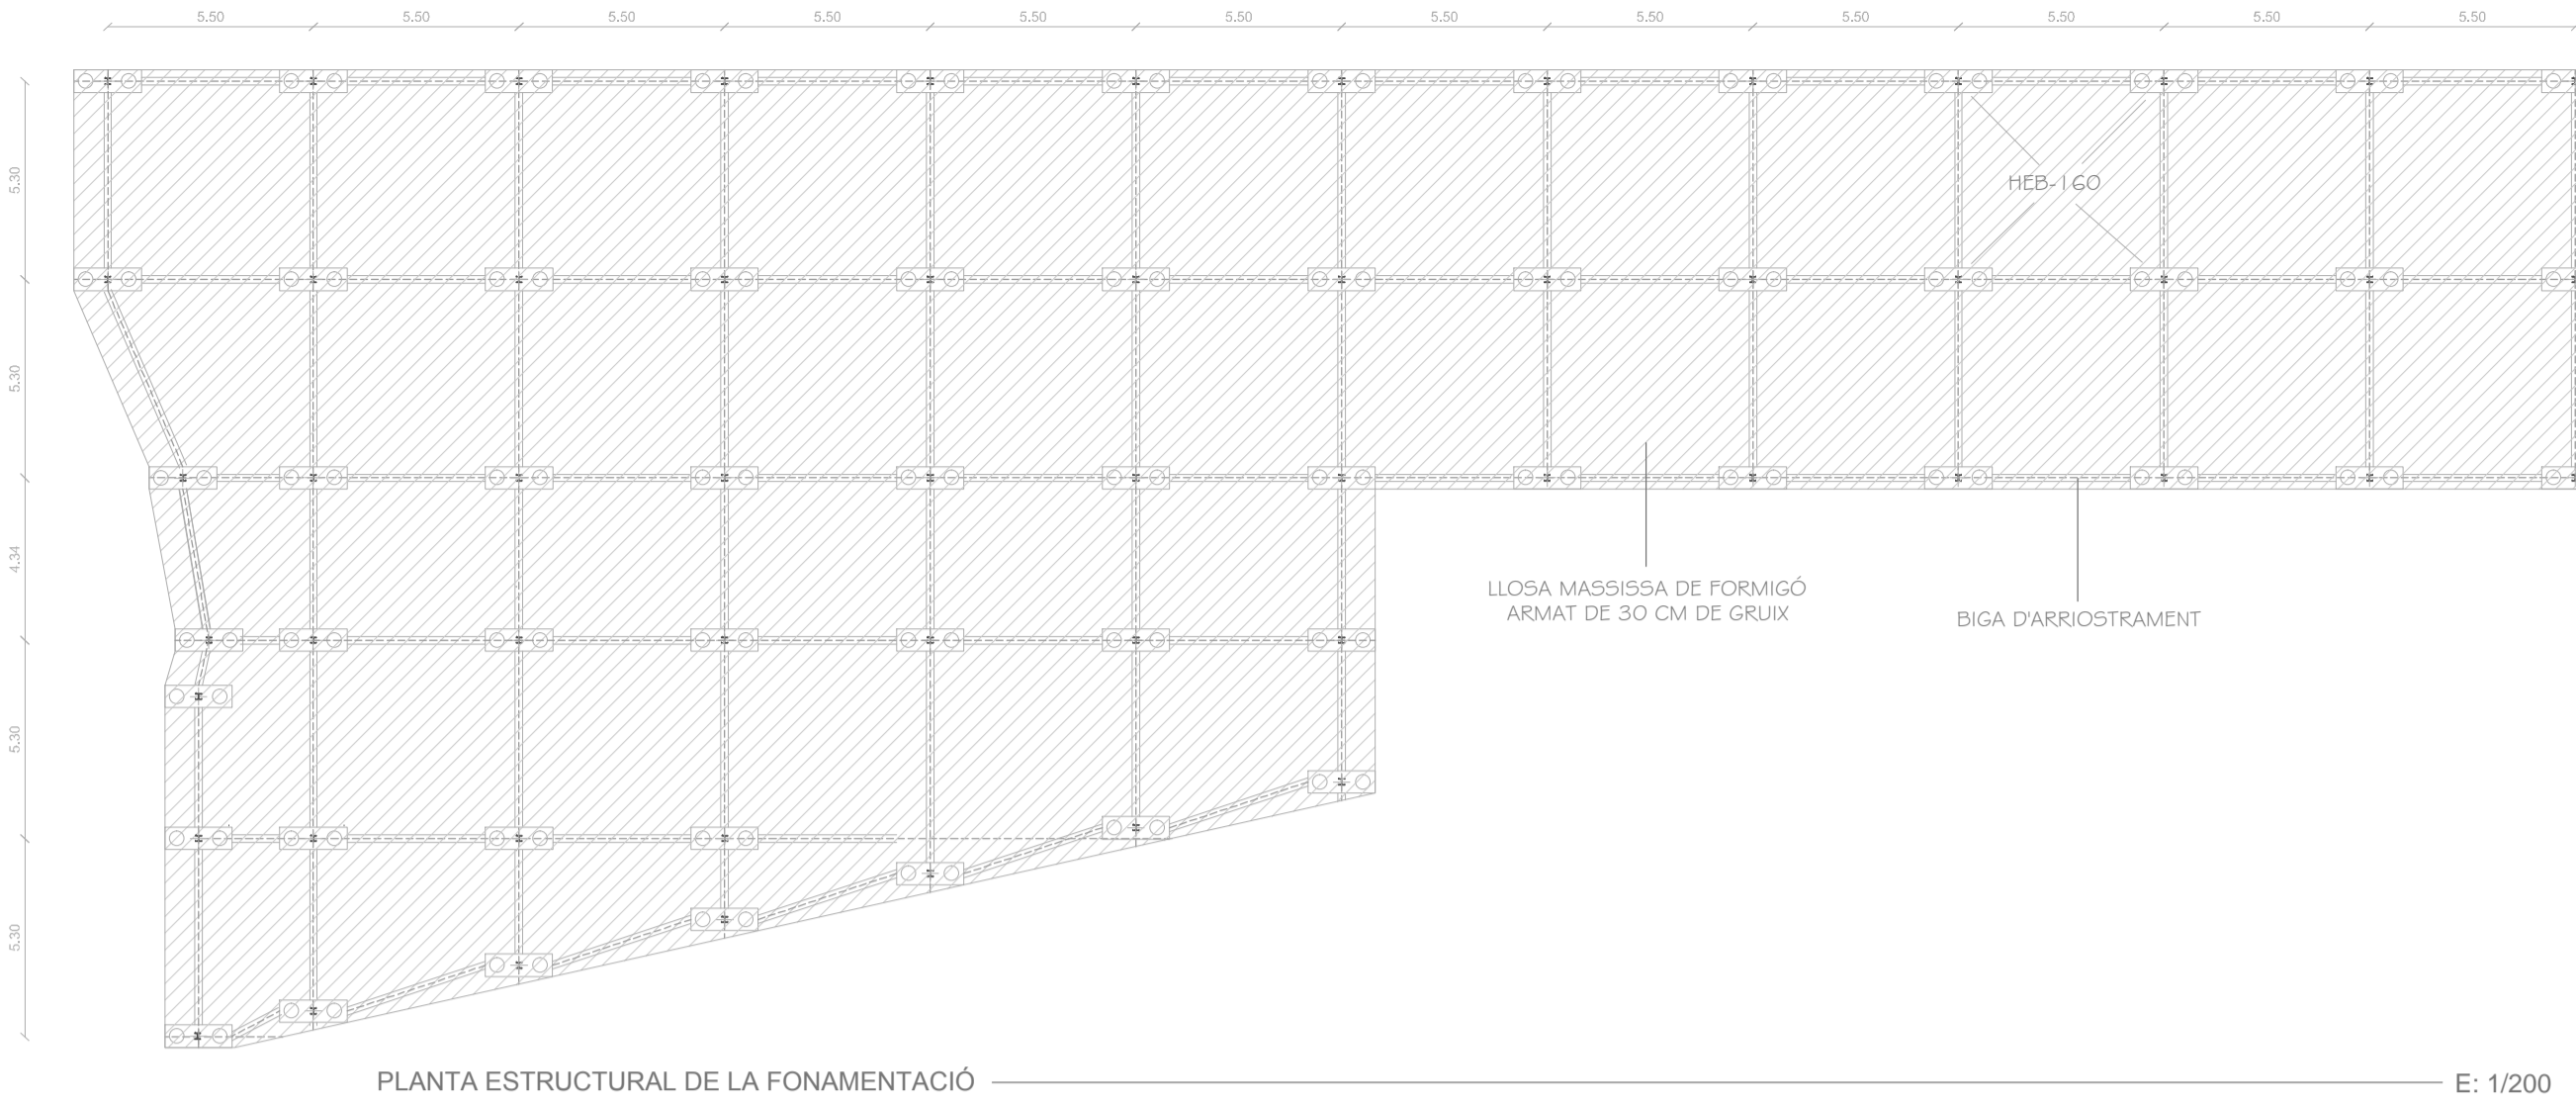 5.50 5.50 5.50 5.50 5.50 5.50 5.50 5.50 5.50 5.50 5.50 5.50
5.30
5.30
4.34
5.30
5.30
HEB-160
LLOSA MASSISSA DE FORMIGÓ
ARMAT DE 30 CM DE GRUIX
BIGA D'ARRIOSTRAMENT
PLANTA ESTRUCTURAL DE LA FONAMENTACIÓ E: 1/200